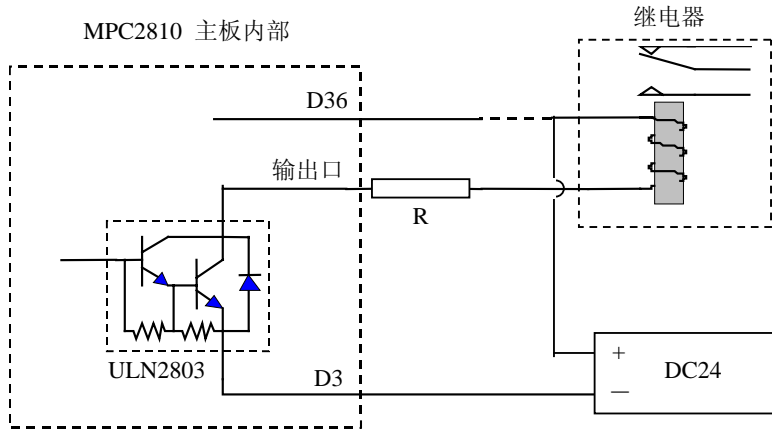 继电器
MPC2810 主板内部
D36
输出口
R
ULN2803
D3
+
DC24
—